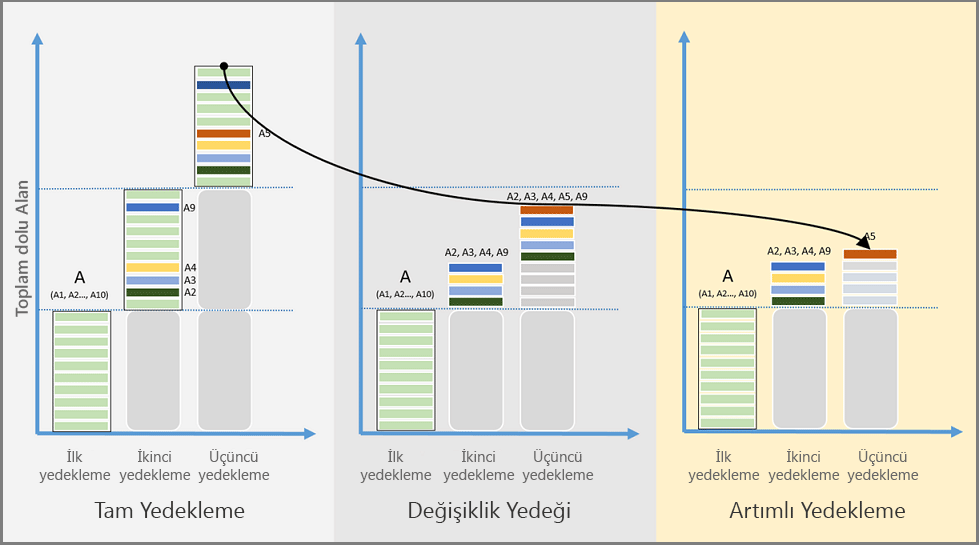 Toplam dolu Alan
A5
A9
A4
A3
A2
A
(A1, A2..., A10)
İlk
yedekleme
İkinci
yedekleme
Üçüncü
yedekleme
Tam Yedekleme
A2, A3, A4, A5, A9
A2, A3, A4, A9
A
(A1, A2..., A10)
İlk
yedekleme
İkinci
yedekleme
Üçüncü
yedekleme
Değişiklik Yedeği
A5
A2, A3, A4, A9
A
(A1, A2..., A10)
İlk
yedekleme
İkinci
yedekleme
Üçüncü
yedekleme
Artımlı Yedekleme